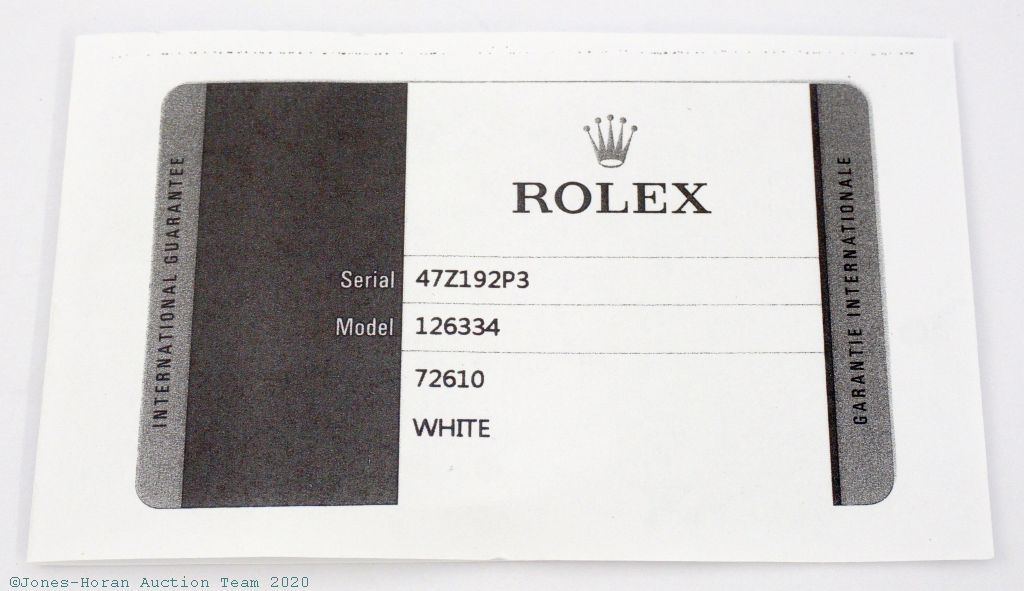 ROLEX
INTERNATIONAL GUARANTEE
Serial 47Z192P3
Model 126334
72610
WHITE
GARANTIE INTERNATIONALE
©Jones-Horan Auction Team 2020